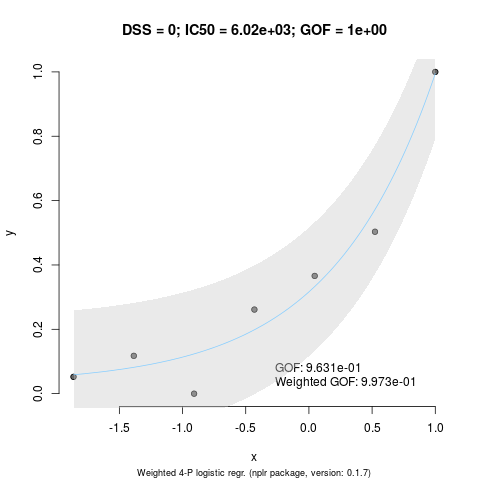 DSS = 0; IC50 = 6.02e+03; GOF = 1e+00
1.0
0.8
0.6
y
0.4
0.2
0.0
GOF: 9.631e-01
Weighted GOF: 9.973e-01
-1.5 -1.0 -0.5 0.0 0.5 1.0
x
Weighted 4-P logistic regr. (nplr package, version: 0.1.7)